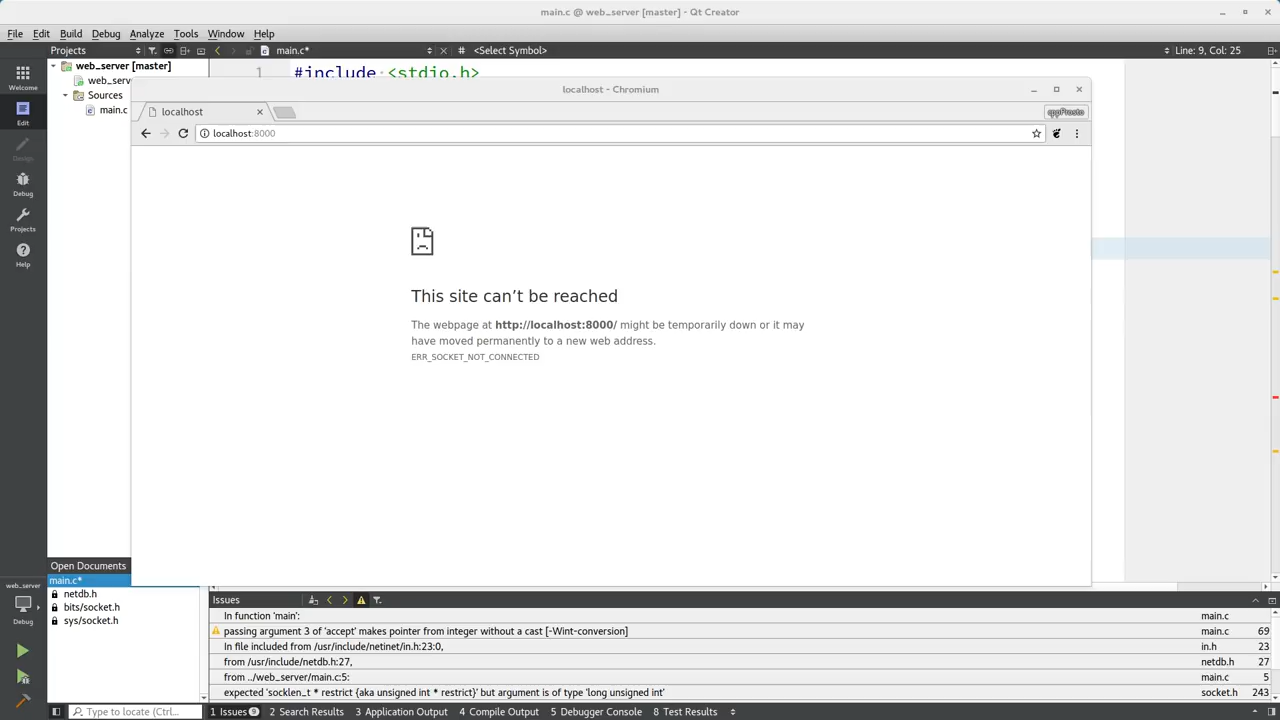 main.c @ web_server [master] - Qt Creator
File Edit Build Debug Analyze Tools Window Help
Projects main.c* # <Select Symbol> Line: 9, Col: 25
Welcome
Edit
Design
Debug
Projects
Help
web_server
Debug
web_server [master]
web_serv
Sources
main.c
1 #include <stdio.h>
localhost - Chromium
localhost cppProsto
localhost:8000
This site can’t be reached
The webpage at http://localhost:8000/ might be temporarily down or it may
have moved permanently to a new web address.
ERR_SOCKET_NOT_CONNECTED
Open Documents
main.c*
netdb.h
bits/socket.h
sys/socket.h
Issues
In function 'main': main.c
passing argument 3 of 'accept' makes pointer from integer without a cast [-Wint-conversion] main.c 69
In file included from /usr/include/netinet/in.h:23:0, in.h 23
from /usr/include/netdb.h:27, netdb.h 27
from ../web_server/main.c:5: main.c 5
expected 'socklen_t * restrict {aka unsigned int * restrict}' but argument is of type 'long unsigned int' socket.h 243
Type to locate (Ctrl... 1 Issues 9 2 Search Results 3 Application Output 4 Compile Output 5 Debugger Console 8 Test Results